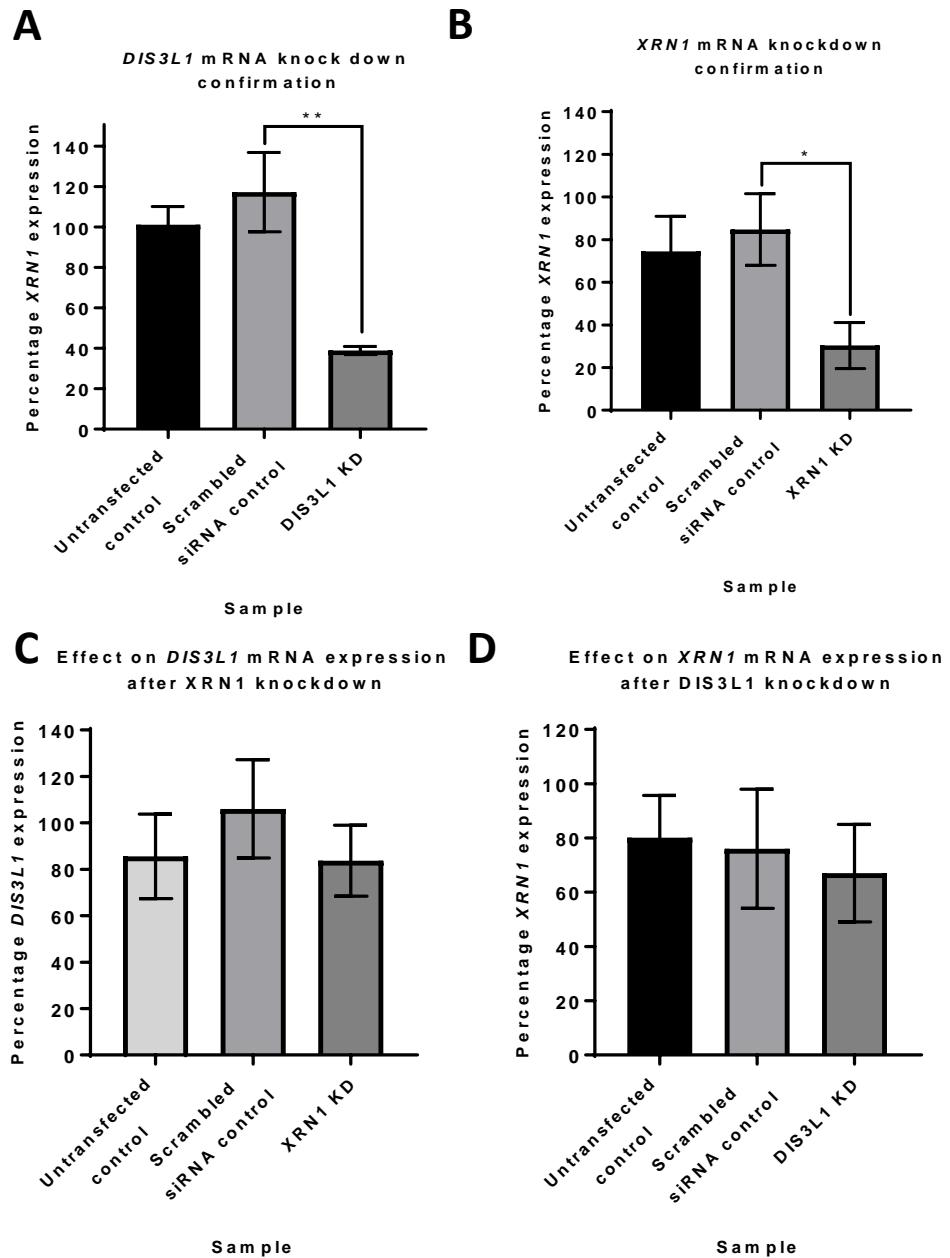 A
DIS3L1 mRNA knock down
confirmation
Percentage XRN1 expression
140
120
100
80
60
40
20
0
**
Untransfected
control
Scrambled
siRNA control
DIS3L1 KD
Sample
B
XRN1 mRNA knockdown
confirmation
Percentage XRN1 expression
140
120
100
80
60
40
20
0
*
Untransfected
control
Scrambled
siRNA control
XRN1 KD
Sample
C
Effect on DIS3L1 mRNA expression
after XRN1 knockdown
Percentage DIS3L1 expression
140
120
100
80
60
40
20
0
Untransfected
control
Scrambled
siRNA control
XRN1 KD
Sample
D
Effect on XRN1 mRNA expression
after DIS3L1 knockdown
Percentage XRN1 expression
120
100
80
60
40
20
0
Untransfected
control
Scrambled
siRNA control
DIS3L1 KD
Sample